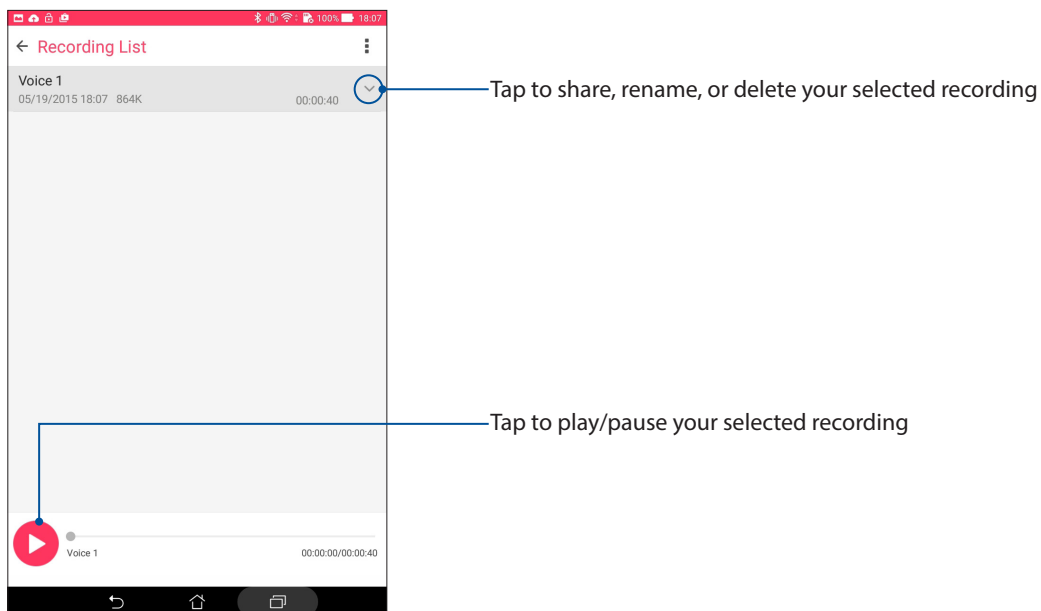 100% 18:07
Recording List
Voice 1
05/19/2015 18:07 864K 00:00:40
Tap to share, rename, or delete your selected recording
Tap to play/pause your selected recording
Voice 1 00:00:00/00:00:40